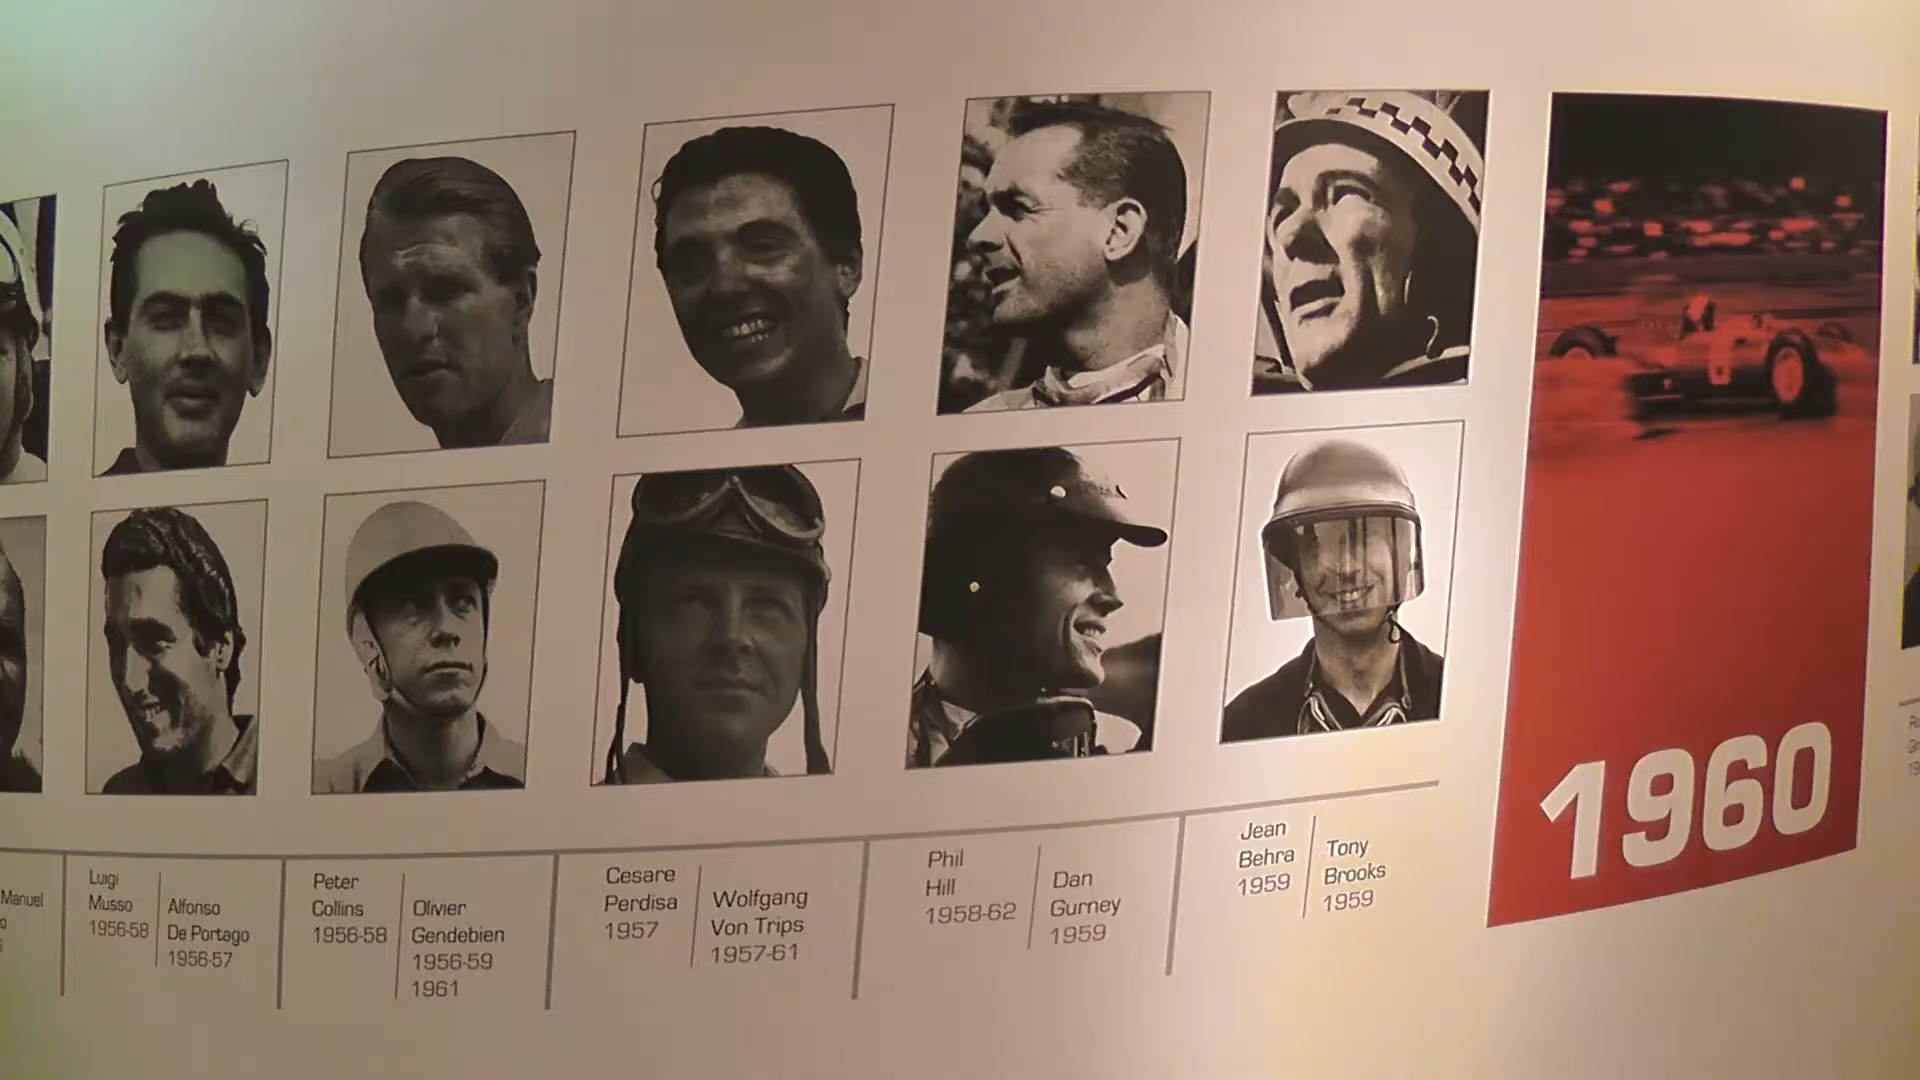 Manuel
Luigi
Musso
1956-58
Alfonso
De Portago
1956-57
Peter
Collins
1956-58
Olivier
Gendebien
1956-59
1961
Cesare
Perdisa
1957
Wolfgang
Von Trips
1957-61
Phil
Hill
1958-62
Dan
Gurney
1959
Jean
Behra
1959
Tony
Brooks
1959
1960